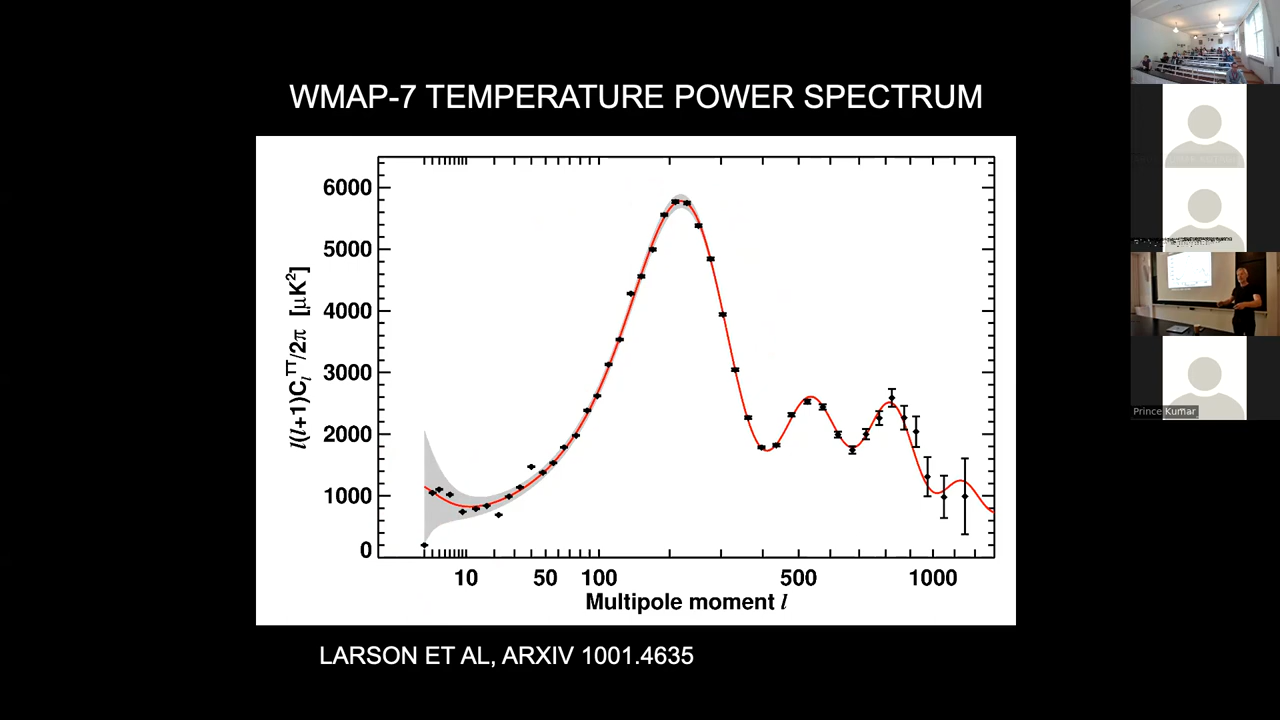 WMAP-7 TEMPERATURE POWER SPECTRUM
6000
5000
4000
3000
2000
1000
0
l(l+1)C_l^TT/2π [μK²]
10 50 100 500 1000
Multipole moment l
LARSON ET AL, ARXIV 1001.4635
Prince Kumar